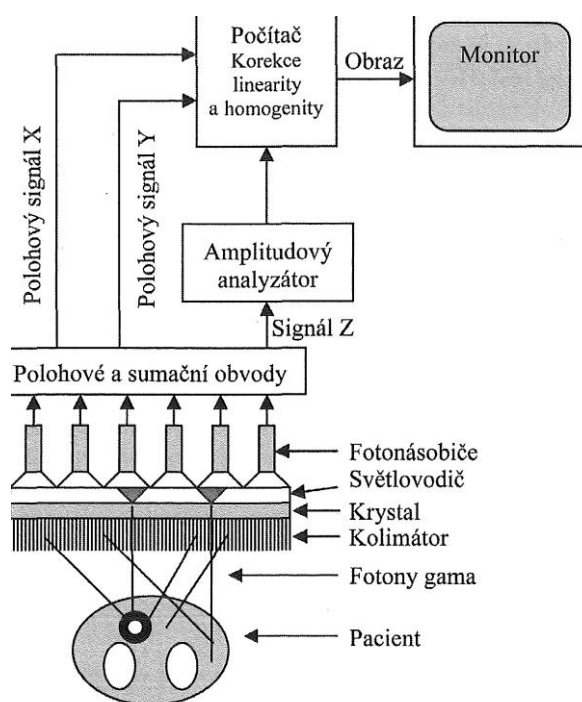 Počítač
Korekce
linearity
a homogenity
Obraz
Monitor
Polohový signál X
Polohový signál Y
Amplitudový
analyzátor
Signál Z
Polohové a sumační obvody
Fotonásobiče
Světlovodič
Krystal
Kolimátor
Fotony gama
Pacient